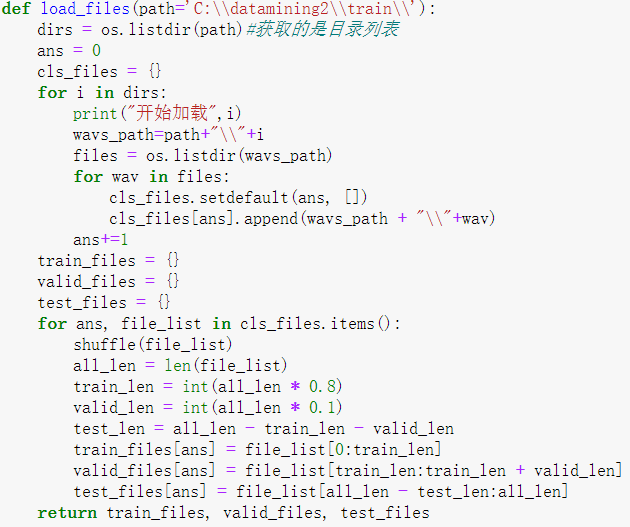 def load_files(path='C:\\datamining2\\train\\'):
    dirs = os.listdir(path)#获取的是目录列表
    ans = 0
    cls_files = {}
    for i in dirs:
        print("开始加载",i)
        wavs_path=path+"\\"+i
        files = os.listdir(wavs_path)
        for wav in files:
            cls_files.setdefault(ans, [])
            cls_files[ans].append(wavs_path + "\\"+wav)
        ans+=1
    train_files = {}
    valid_files = {}
    test_files = {}
    for ans, file_list in cls_files.items():
        shuffle(file_list)
        all_len = len(file_list)
        train_len = int(all_len * 0.8)
        valid_len = int(all_len * 0.1)
        test_len = all_len - train_len - valid_len
        train_files[ans] = file_list[0:train_len]
        valid_files[ans] = file_list[train_len:train_len + valid_len]
        test_files[ans] = file_list[all_len - test_len:all_len]
    return train_files, valid_files, test_files